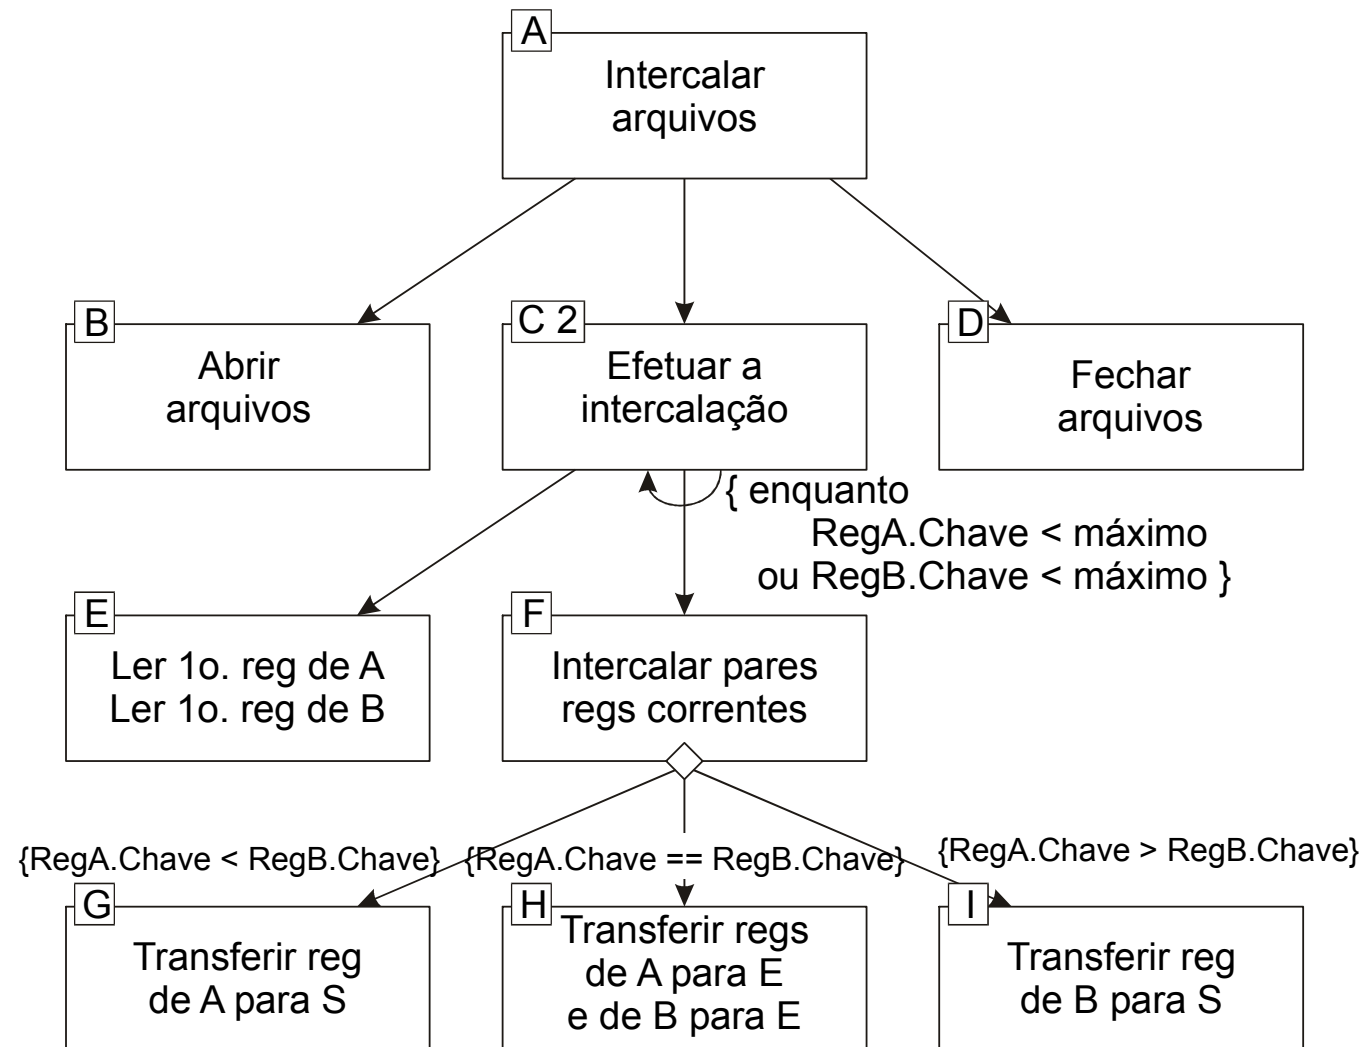 A
Intercalar
arquivos
B
Abrir
arquivos
C 2
Efetuar a
intercalação
D
Fechar
arquivos
{ enquanto
RegA.Chave < máximo
ou RegB.Chave < máximo }
E
Ler 1o. reg de A
Ler 1o. reg de B
F
Intercalar pares
regs correntes
{RegA.Chave < RegB.Chave}
{RegA.Chave == RegB.Chave}
{RegA.Chave > RegB.Chave}
G
Transferir reg
de A para S
H
Transferir regs
de A para E
e de B para E
I
Transferir reg
de B para S